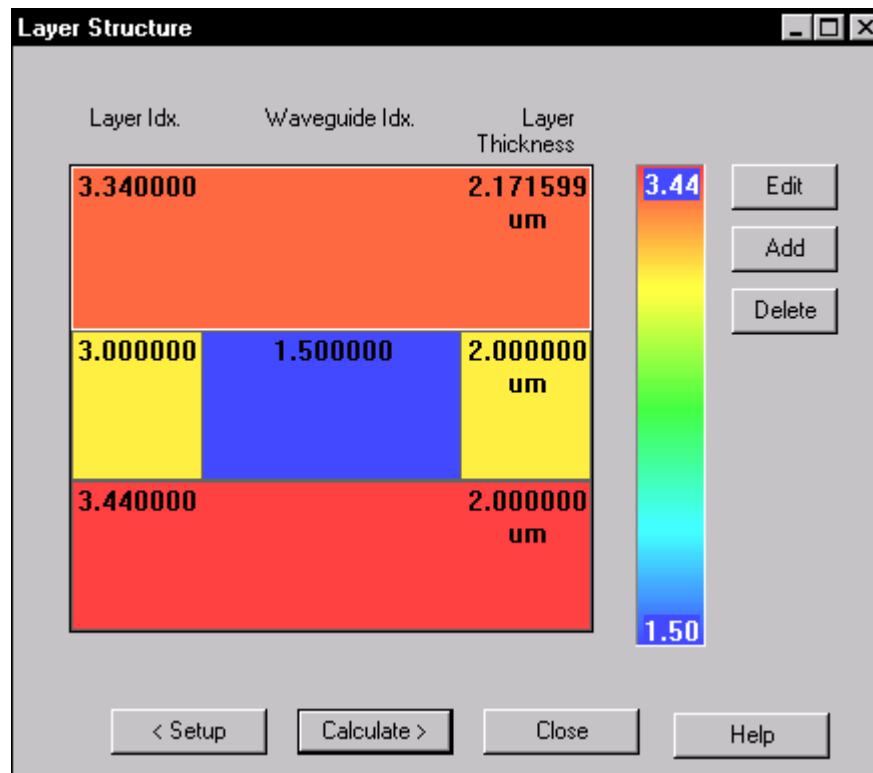 Layer Structure
Layer Idx. Waveguide Idx. Layer
Thickness
3.340000 2.171599
um
3.44
Edit
Add
Delete
3.000000 1.500000 2.000000
um
3.440000 2.000000
um
1.50
< Setup Calculate > Close Help